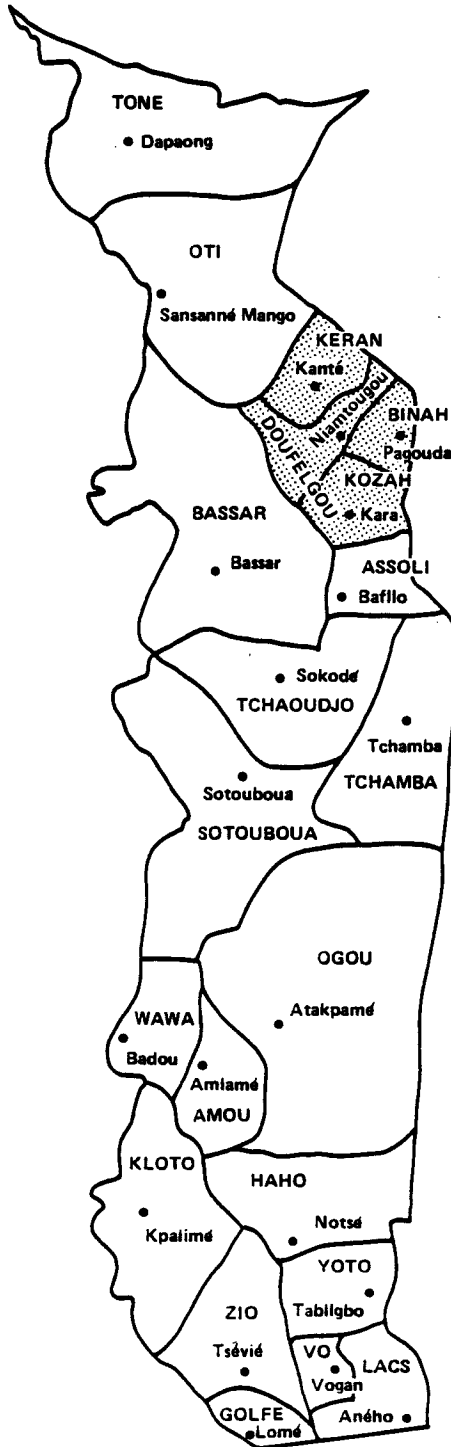 TONE
Dapaong
OTI
Sansanné Mango
KERAN
Kanté
Niamtougou
BINAH
Pagouda
DOUFELGOU
KOZAH
Kara
BASSAR
Bassar
ASSOLI
Bafilo
Sokodé
TCHAOUDJO
Tchamba
TCHAMBA
Sotouboua
SOTOUBOUA
OGOU
Atakpamé
WAWA
Badou
Amlamé
AMOU
KLOTO
HAHO
Kpalimé
Notsé
YOTO
Tabligbo
ZIO
Tsévié
VO
Vogan
LACS
GOLFE
Lomé
Aného